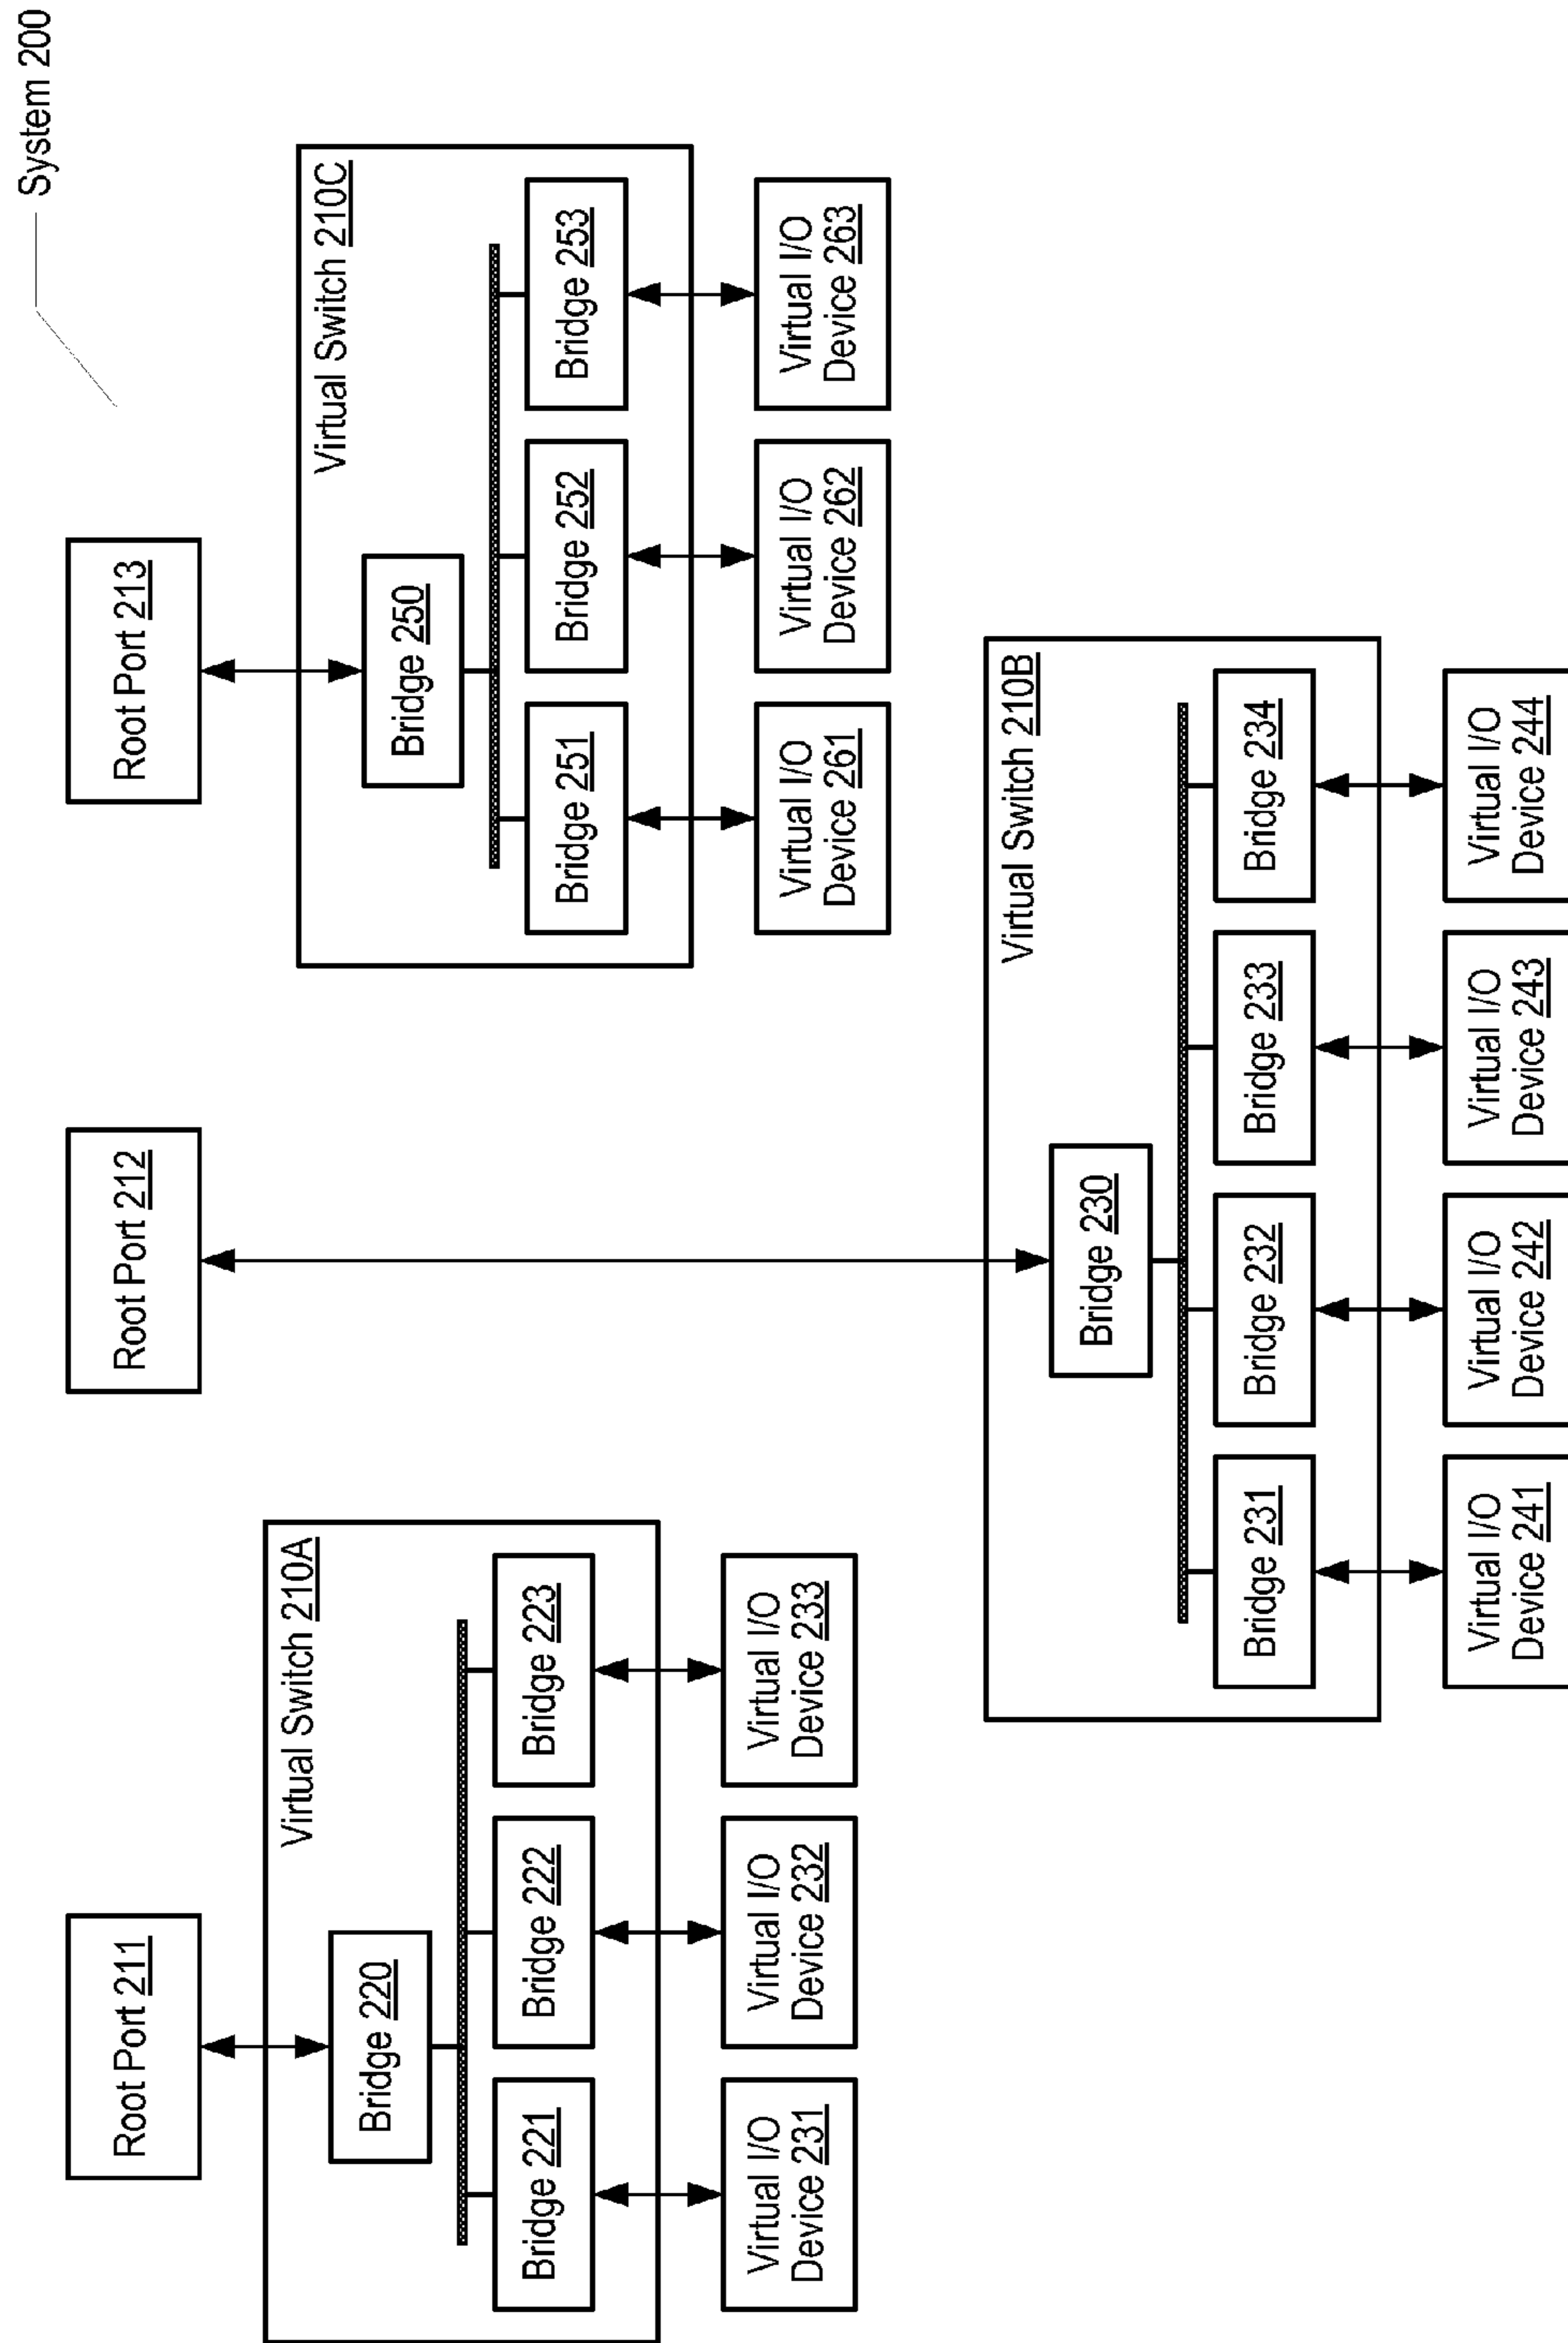 System 200
Root Port 211
Root Port 212
Root Port 213
Virtual Switch 210A
Bridge 220
Bridge 221
Bridge 222
Bridge 223
Virtual I/O
Device 231
Virtual I/O
Device 232
Virtual I/O
Device 233
Virtual Switch 210C
Bridge 250
Bridge 251
Bridge 252
Bridge 253
Virtual I/O
Device 261
Virtual I/O
Device 262
Virtual I/O
Device 263
Virtual Switch 210B
Bridge 230
Bridge 231
Bridge 232
Bridge 233
Bridge 234
Virtual I/O
Device 241
Virtual I/O
Device 242
Virtual I/O
Device 243
Virtual I/O
Device 244